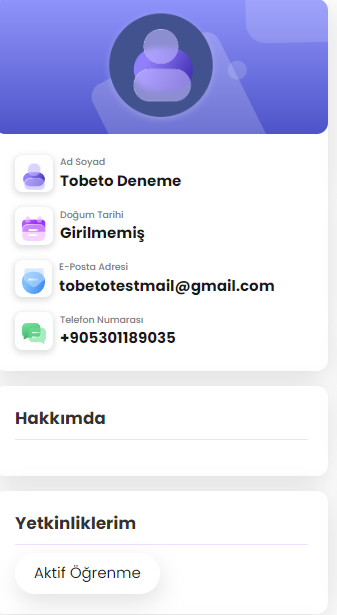 Ad Soyad
Tobeto Deneme
Doğum Tarihi
Girilmemiş
E-Posta Adresi
tobetotestmail@gmail.com
Telefon Numarası
+905301189035
Hakkımda
Yetkinliklerim
Aktif Öğrenme